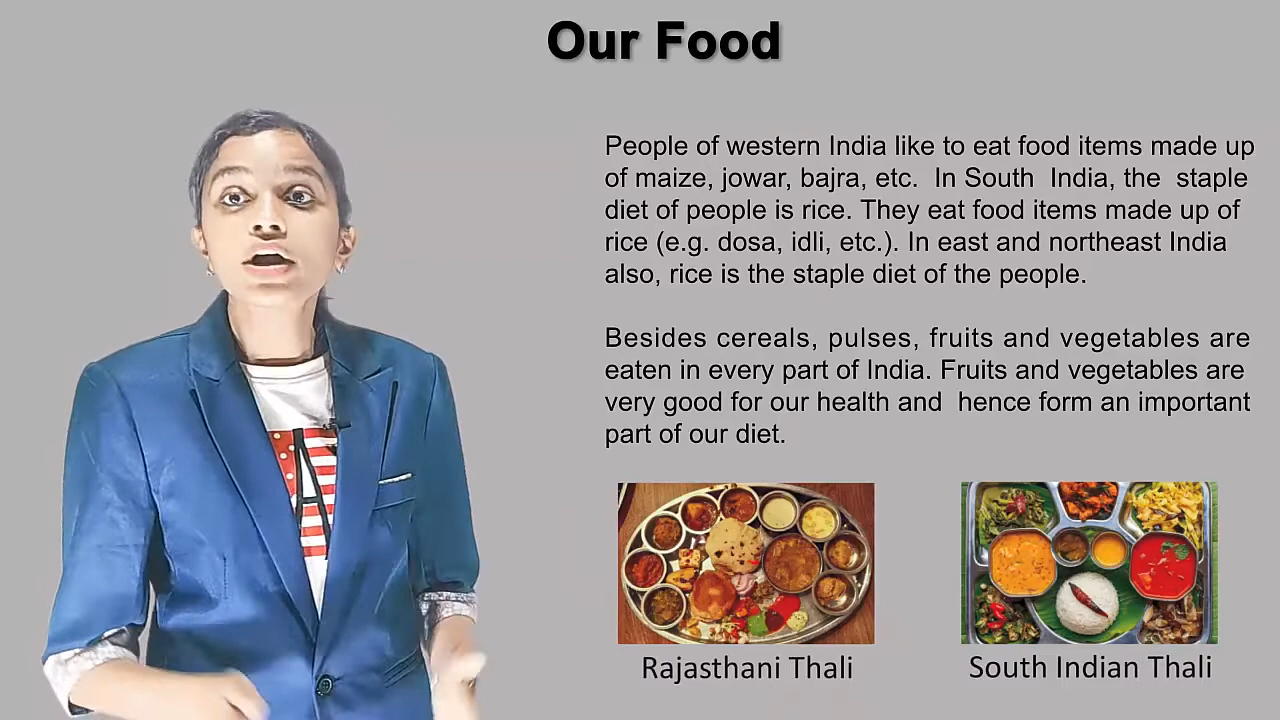 Our Food
People of western India like to eat food items made up
of maize, jowar, bajra, etc.  In South  India, the  staple
diet of people is rice. They eat food items made up of
rice (e.g. dosa, idli, etc.). In east and northeast India
also, rice is the staple diet of the people.
Besides cereals, pulses, fruits and vegetables are
eaten in every part of India. Fruits and vegetables are
very good for our health and  hence form an important
part of our diet.
A
Rajasthani Thali
South Indian Thali